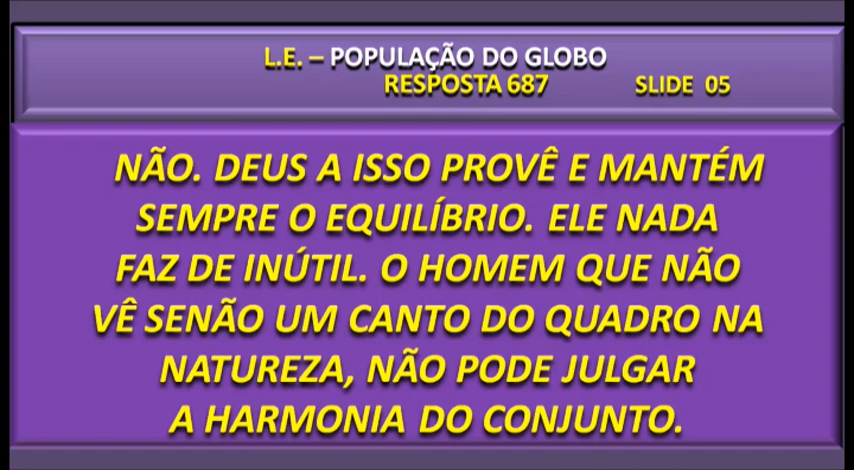 L.E. – POPULAÇÃO DO GLOBO
RESPOSTA 687 SLIDE 05
NÃO. DEUS A ISSO PROVÊ E MANTÉM
SEMPRE O EQUILÍBRIO. ELE NADA
FAZ DE INÚTIL. O HOMEM QUE NÃO
VÊ SENÃO UM CANTO DO QUADRO NA
NATUREZA, NÃO PODE JULGAR
A HARMONIA DO CONJUNTO.